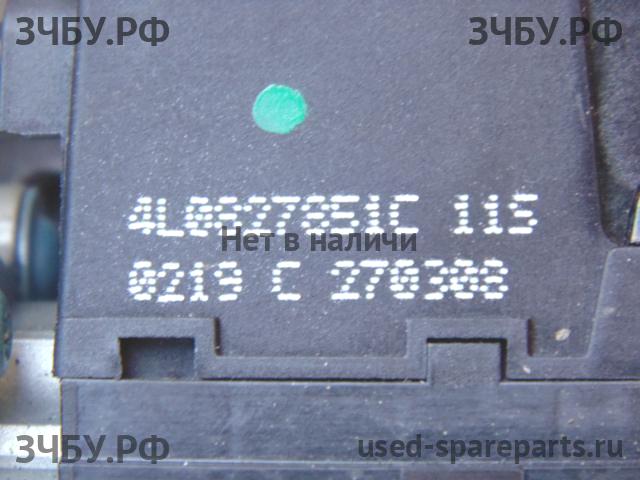 ЗЧБУ.РФ ЗЧБУ.РФ
4L0827851C 115
Нет в наличи
0219 C 270308
ЗЧБУ.РФ used-spareparts.ru